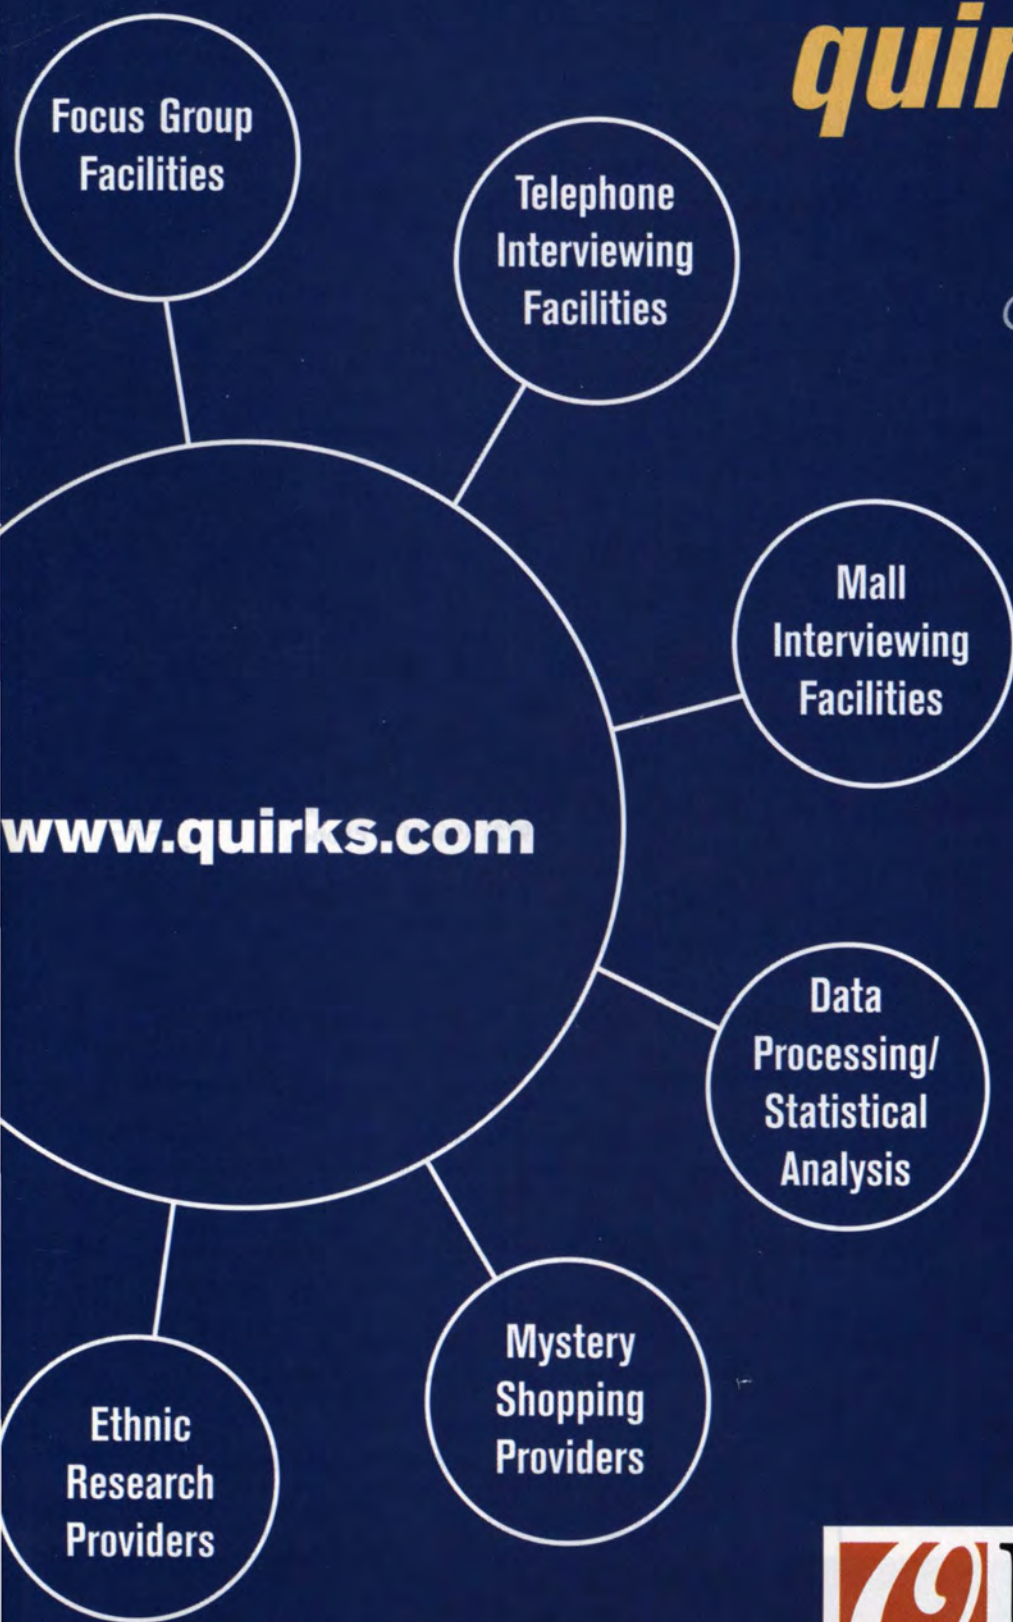 Focus Group
Facilities
Telephone
Interviewing
Facilities
Mall
Interviewing
Facilities
www.quirks.com
Data
Processing/
Statistical
Analysis
Mystery
Shopping
Providers
Ethnic
Research
Providers